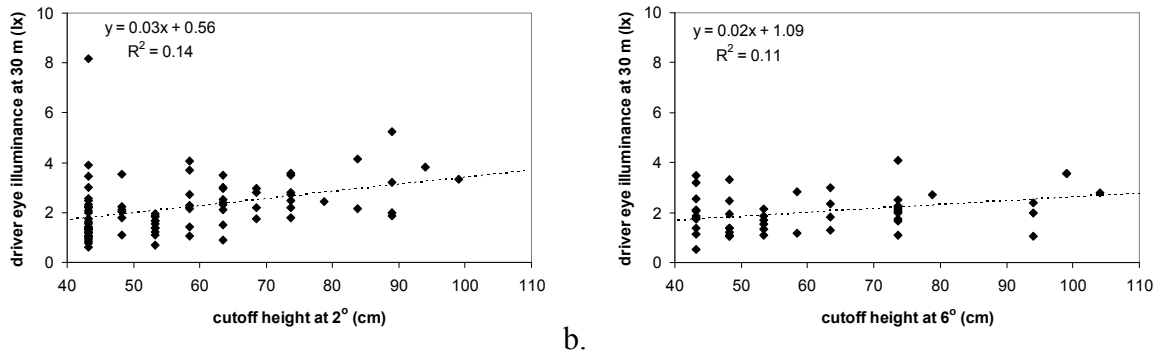 y = 0.03x + 0.56
R² = 0.14
driver eye illuminance at 30 m (lx)
10
8
6
4
2
0
40 50 60 70 80 90 100 110
cutoff height at 2° (cm)
b.
y = 0.02x + 1.09
R² = 0.11
driver eye illuminance at 30 m (lx)
10
8
6
4
2
0
40 50 60 70 80 90 100 110
cutoff height at 6° (cm)